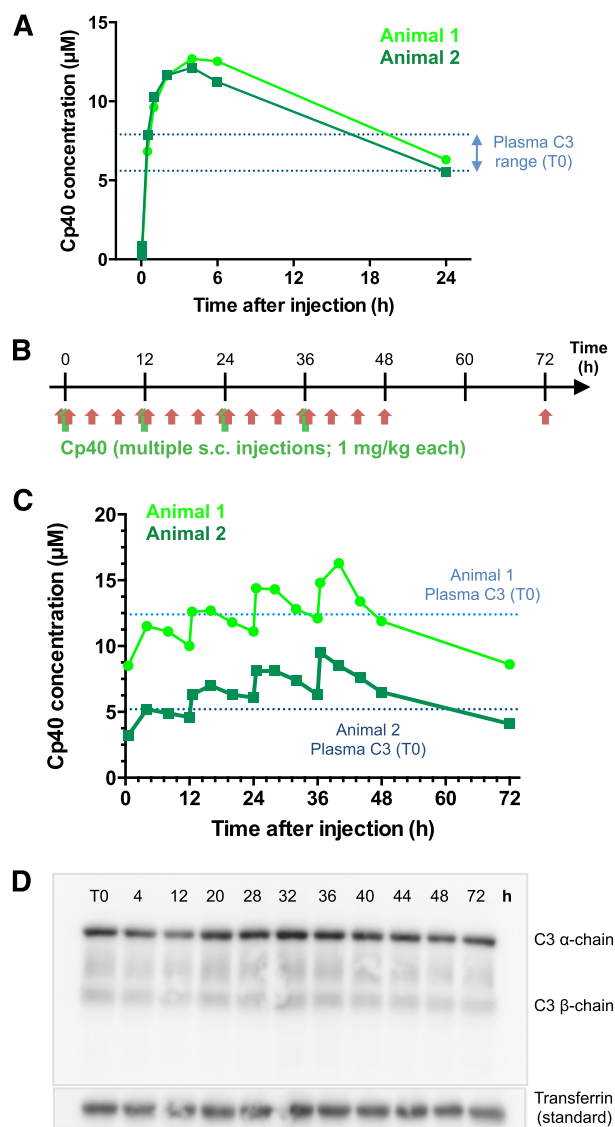 A
15
10
5
0
Cp40 concentration (µM)
Animal 1
Animal 2
Plasma C3
range (T0)
0 6 12 18 24
Time after injection (h)
B
0 12 24 36 48 60 72
Time
(h)
Cp40 (multiple s.c. injections; 1 mg/kg each)
C
20
15
10
5
0
Cp40 concentration (µM)
Animal 1
Animal 2
Animal 1
Plasma C3 (T0)
Animal 2
Plasma C3 (T0)
0 12 24 36 48 60 72
Time after injection (h)
D
T0 4 12 20 28 32 36 40 44 48 72 h
C3 α-chain
C3 β-chain
Transferrin
(standard)